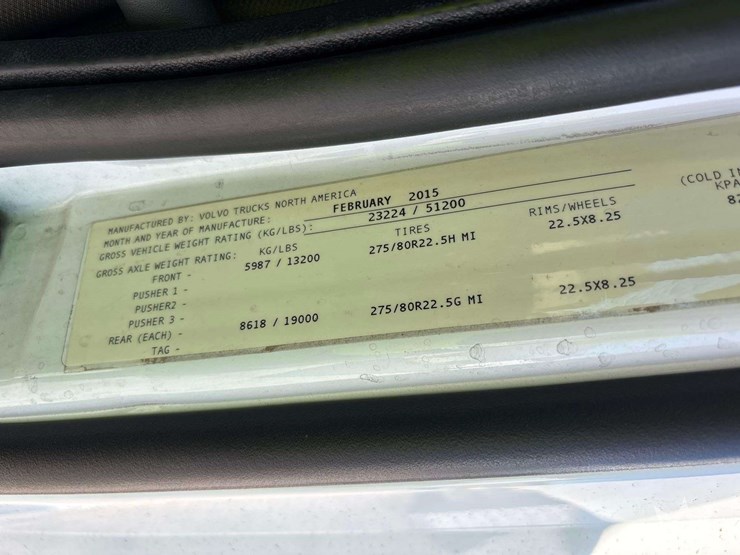 MANUFACTURED BY: VOLVO TRUCKS NORTH AMERICA
MONTH AND YEAR OF MANUFACTURE: FEBRUARY 2015
GROSS VEHICLE WEIGHT RATING (KG/LBS): 23224 / 51200
GROSS AXLE WEIGHT RATING: KG/LBS TIRES RIMS/WHEELS (COLD
FRONT - 5987 / 13200 275/80R22.5H MI 22.5X8.25
PUSHER 1 -
PUSHER2 -
PUSHER 3 -
REAR (EACH) - 8618 / 19000 275/80R22.5G MI 22.5X8.25
TAG -